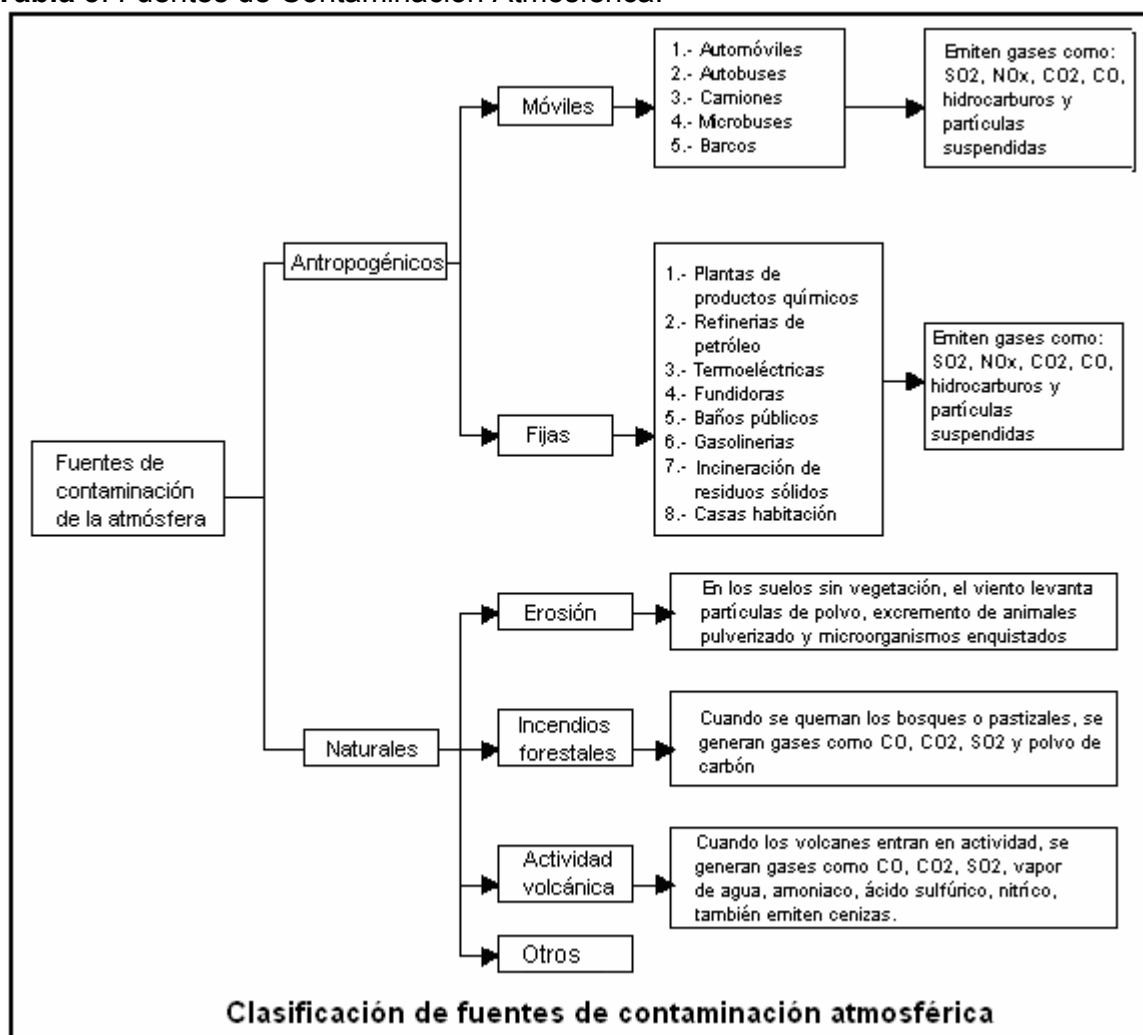 Tabla 3. Fuentes de Contaminación Atmosférica.
1.- Automóviles
2.- Autobuses
3.- Camiones
4.- Microbuses
5.- Barcos
Emiten gases como:
SO2, NOx, CO2, CO,
hidrocarburos y
partículas
suspendidas
Móviles
Antropogénicos
1.- Plantas de
productos químicos
2.- Refinerias de
petróleo
3.- Termoeléctricas
4.- Fundidoras
5.- Baños públicos
6.- Gasolinerias
7.- Incineración de
residuos sólidos
8.- Casas habitación
Emiten gases como:
SO2, NOx, CO2, CO,
hidrocarburos y
partículas
suspendidas
Fijas
Fuentes de
contaminación
de la atmósfera
Erosión
En los suelos sin vegetación, el viento levanta
partículas de polvo, excremento de animales
pulverizado y microorganismos enquistados
Naturales
Incendios
forestales
Cuando se queman los bosques o pastizales, se
generan gases como CO, CO2, SO2 y polvo de
carbón
Actividad
volcánica
Cuando los volcanes entran en actividad, se
generan gases como CO, CO2, SO2, vapor
de agua, amoniaco, ácido sulfúrico, nitríco,
también emiten cenizas.
Otros
Clasificación de fuentes de contaminación atmosférica